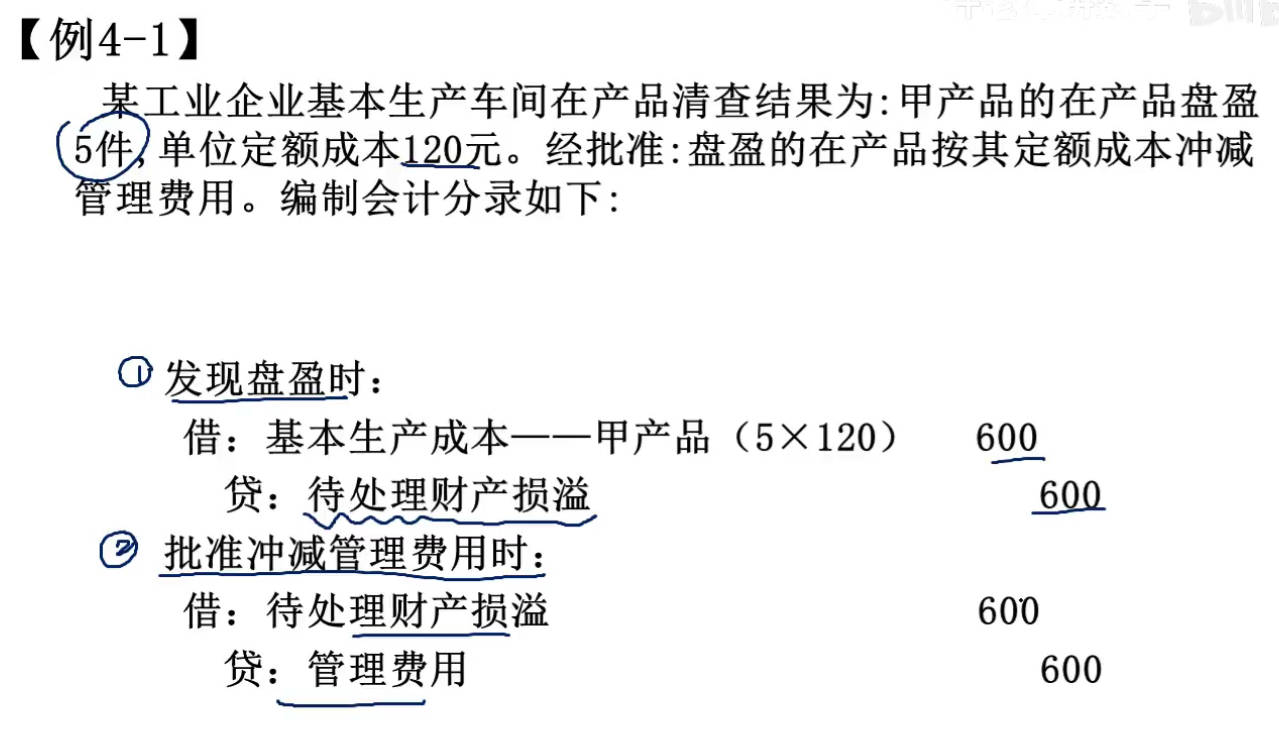 【例4-1】
某工业企业基本生产车间在产品清查结果为:甲产品的在产品盘盈
5件,单位定额成本120元。经批准:盘盈的在产品按其定额成本冲减
管理费用。编制会计分录如下:
① 发现盘盈时:
借: 基本生产成本——甲产品(5×120) 600
贷: 待处理财产损溢 600
② 批准冲减管理费用时:
借: 待处理财产损溢 600
贷: 管理费用 600